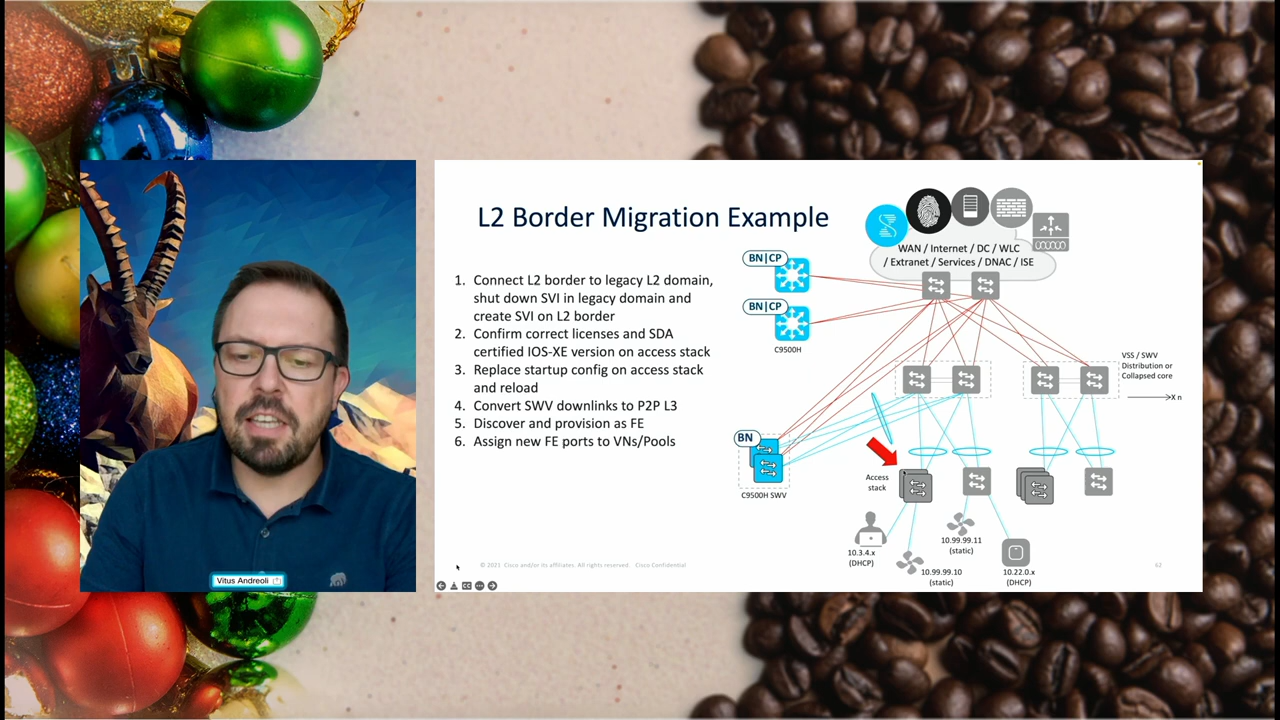 L2 Border Migration Example
1. Connect L2 border to legacy L2 domain,
shut down SVI in legacy domain and
create SVI on L2 border
2. Confirm correct licenses and SDA
certified IOS-XE version on access stack
3. Replace startup config on access stack
and reload
4. Convert SWV downlinks to P2P L3
5. Discover and provision as FE
6. Assign new FE ports to VNs/Pools
WAN / Internet / DC / WLC
/ Extranet / Services / DNAC / ISE
BN|CP
BN|CP
C9500H
VSS / SWV
Distribution or
Collapsed core
X n
BN
C9500H SWV
Access
stack
10.3.4.x
(DHCP)
10.99.99.10
(static)
10.99.99.11
(static)
10.22.0.x
(DHCP)
© 2021 Cisco and/or its affiliates. All rights reserved. Cisco Confidential
62
CC
Vitus Andreoli